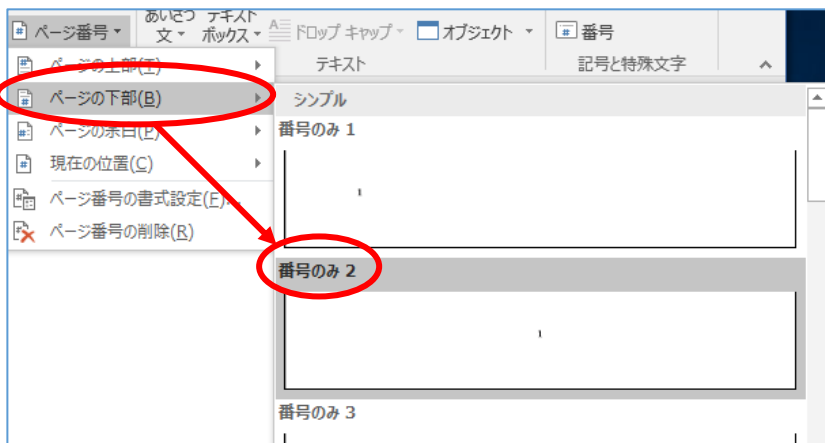 ページ番号
あいさつ 文
テキスト ボックス
ドロップ キャップ
オブジェクト
番号
テキスト
記号と特殊文字
ページの上部(T)
ページの下部(B)
ページの余白(P)
現在の位置(C)
ページ番号の書式設定(F)...
ページ番号の削除(R)
シンプル
番号のみ 1
1
番号のみ 2
1
番号のみ 3